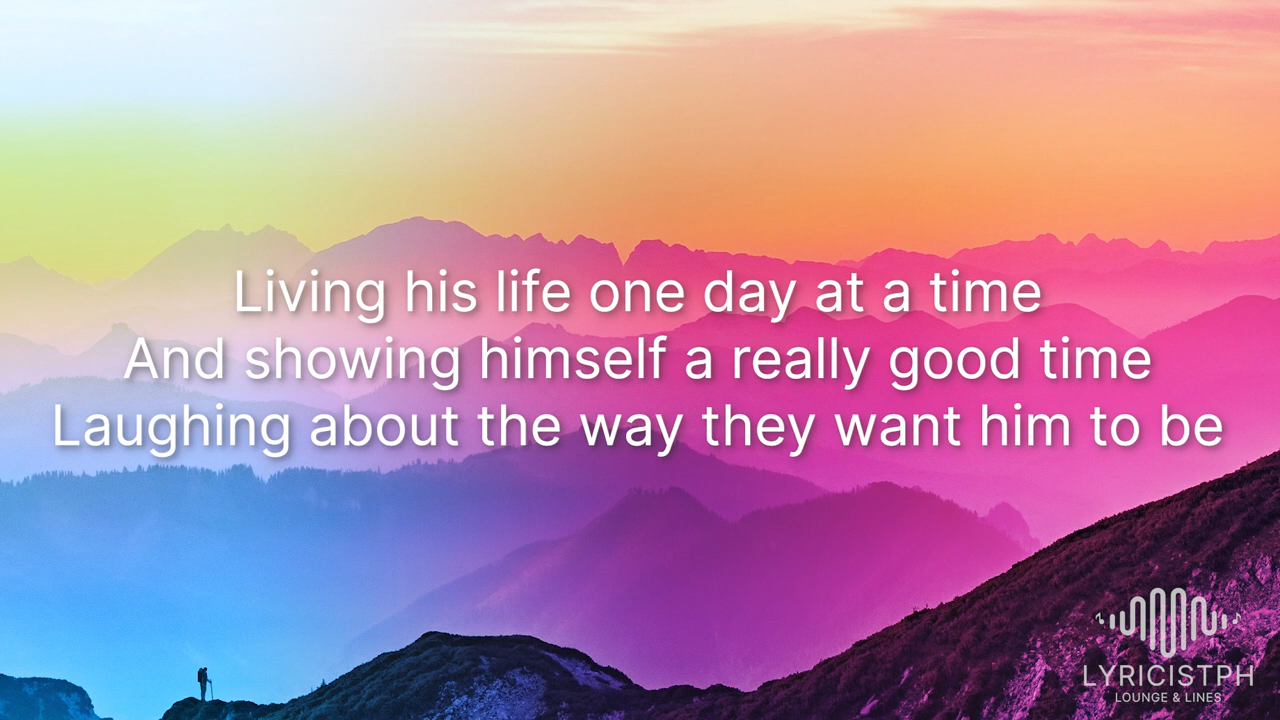 Living his life one day at a time
And showing himself a really good time
Laughing about the way they want him to be
LYRICISTPH
LOUNGE & LINES